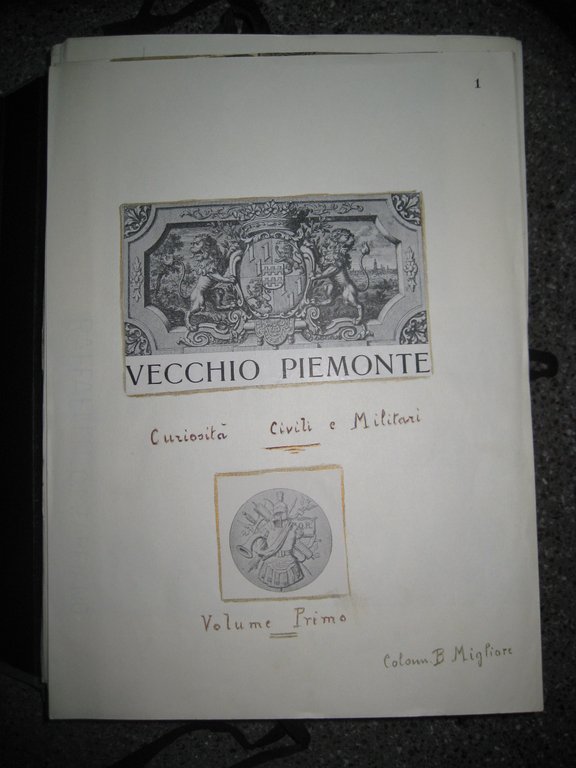 1
VECCHIO PIEMONTE
Curiosità Civili e Militari
Volume Primo
Colonn. B Migliore